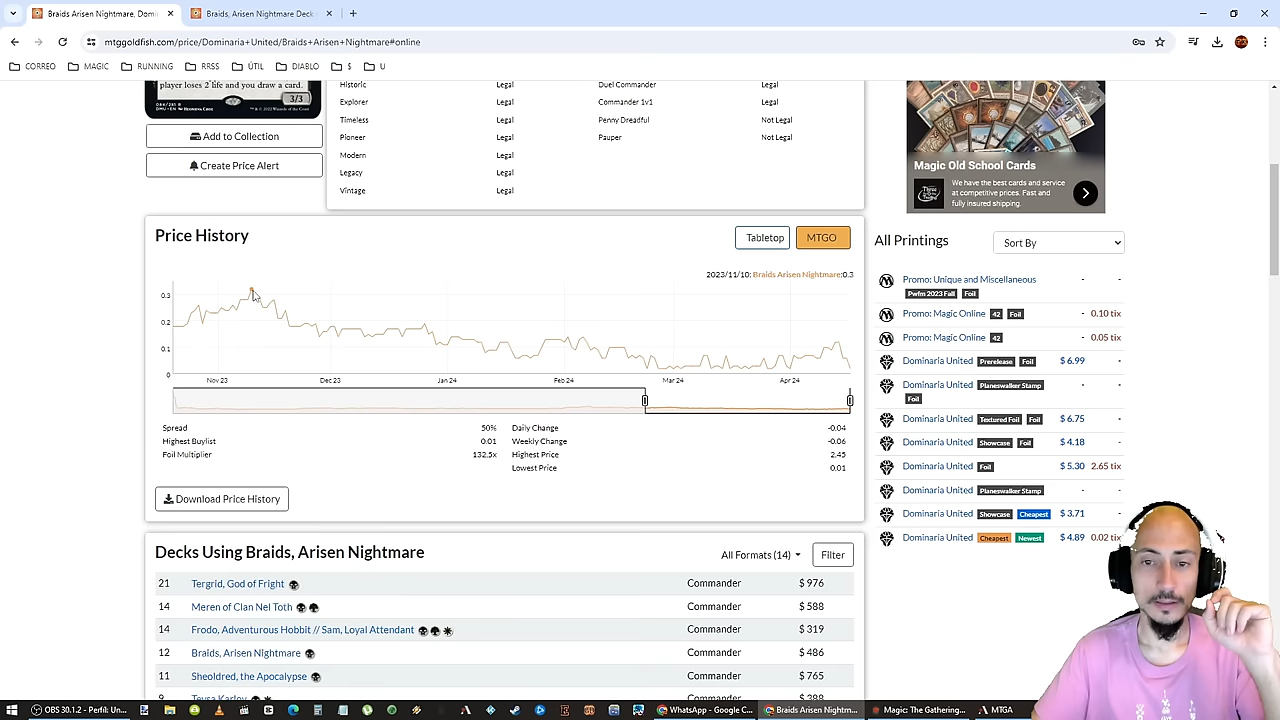 Braids Arisen Nightmare, Domi
Braids, Arisen Nightmare Deck
mtggoldfish.com/price/Dominaria+United/Braids+Arisen+Nightmare#online
CORREO
MAGIC
RUNNING
RRSS
ÚTIL
DIABLO
$
U
player loses 2 life and you draw a card.
3/3
Add to Collection
Create Price Alert
Historic Legal Duel Commander Legal
Explorer Legal Commander 1v1 Legal
Timeless Legal Penny Dreadful Not Legal
Pioneer Legal Pauper Not Legal
Modern Legal
Legacy Legal
Vintage Legal
Magic Old School Cards
We have the best cards and service
at competitive prices. Fast and
fully insured shipping.
Price History
Tabletop
MTGO
2023/11/10; Braids Arisen Nightmare:0.3
0.3
0.2
0.1
0
Nov 23 Dec 23 Jan 24 Feb 24 Mar 24 Apr 24
Spread 50% Daily Change -0.04
Highest Buylist 0.01 Weekly Change -0.06
Foil Multiplier 132.5x Highest Price 2.45
Lowest Price 0.01
Download Price History
All Printings
Sort By
Promo: Unique and Miscellaneous - -
Pwfm 2023 Fall Foil
Promo: Magic Online 42 Foil - 0.10 tix
Promo: Magic Online 42 - 0.05 tix
Dominaria United Prerelease Foil $ 6.99 -
Dominaria United Planeswalker Stamp - -
Foil
Dominaria United Textured Foil Foil $ 6.75 -
Dominaria United Showcase Foil $ 4.18 -
Dominaria United Foil $ 5.30 2.65 tix
Dominaria United Planeswalker Stamp - -
Dominaria United Showcase Cheapest $ 3.71 -
Dominaria United Cheapest Newest $ 4.89 0.02 tix
Decks Using Braids, Arisen Nightmare
All Formats (14)
Filter
21 Tergrid, God of Fright Commander $ 976
14 Meren of Clan Nel Toth Commander $ 588
14 Frodo, Adventurous Hobbit // Sam, Loyal Attendant Commander $ 319
12 Braids, Arisen Nightmare Commander $ 486
11 Sheoldred, the Apocalypse Commander $ 765
9 Teysa Karlov Commander $ 388
OBS 30.1.2 - Perfil: Un...
WhatsApp - Google C...
Braids Arisen Nightm...
Magic: The Gathering...
MTGA